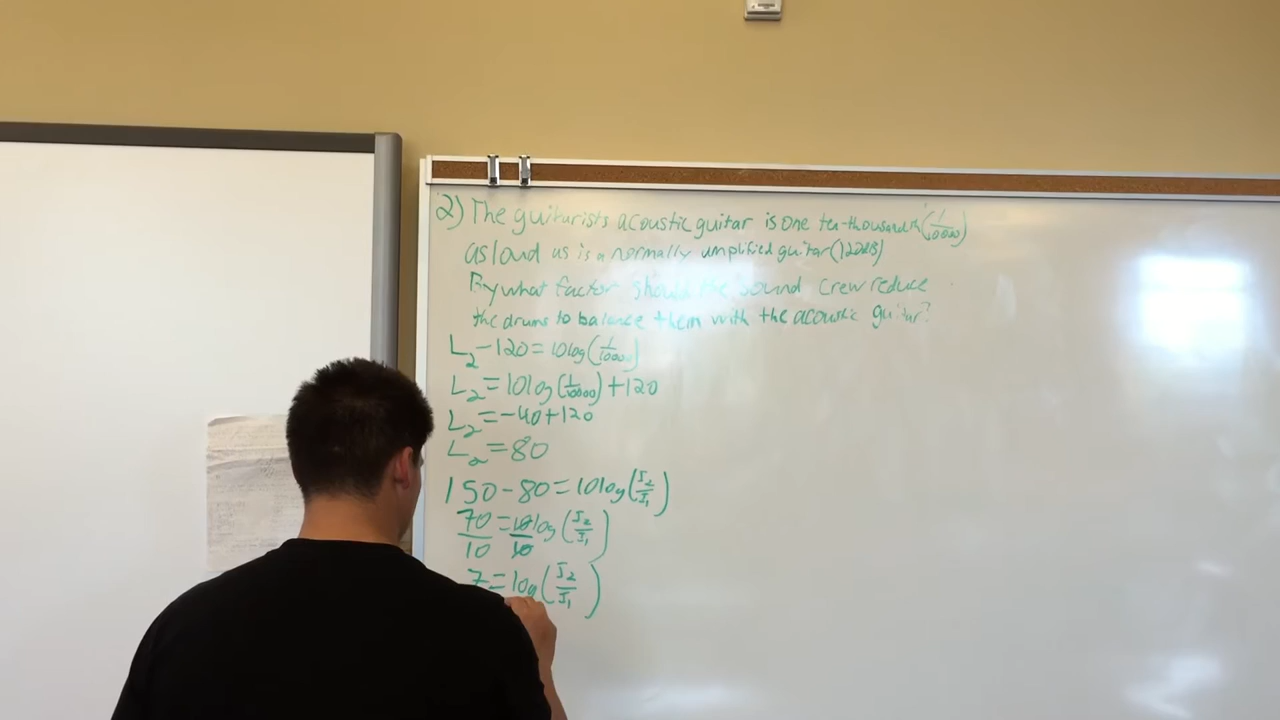 2) The guitarists acoustic guitar is one ten-thousandth (1/10000)
as loud as is a normally amplified guitar (120dB)
By what factor should the sound crew reduce
the drums to balance them with the acoustic guitar?
L₂-120=10log(1/10000)
L₂=10log(1/10000)+120
L₂=-40+120
L₂=80
150-80=10log(I₂/I₁)
70/10=10/10log(I₂/I₁)
7=log(I₂/I₁)